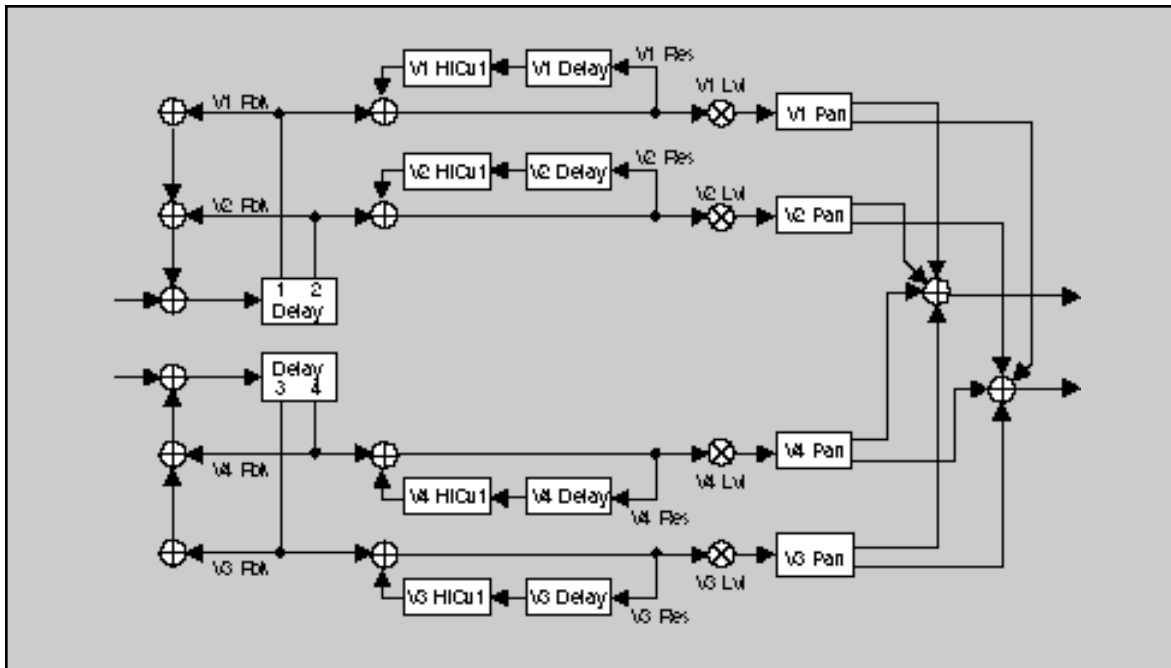 V1 HiCut
V1 Delay
V1 Res
V1 Lvl
V1 Fbk
V1 Pan
V2 HiCut
V2 Delay
V2 Res
V2 Lvl
V2 Fbk
V2 Pan
1 2
Delay
Delay
3 4
V4 Fbk
V4 HiCut
V4 Delay
V4 Res
V4 Lvl
V4 Pan
V3 Fbk
V3 HiCut
V3 Delay
V3 Res
V3 Lvl
V3 Pan